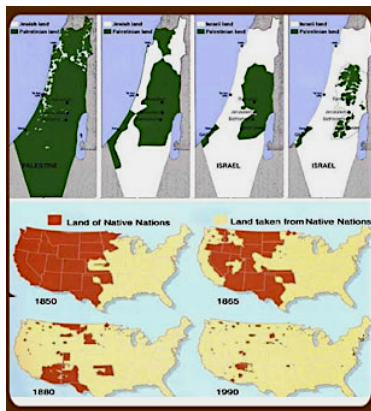 Jewish land
Palestinian land
Jewish land
Palestinian land
Israeli land
Palestinian land
Israeli land
Palestinian land
Jerusalem
PALESTINE
ISRAEL
ISRAEL
Land of Native Nations
Land taken from Native Nations
1850
1865
1880
1990